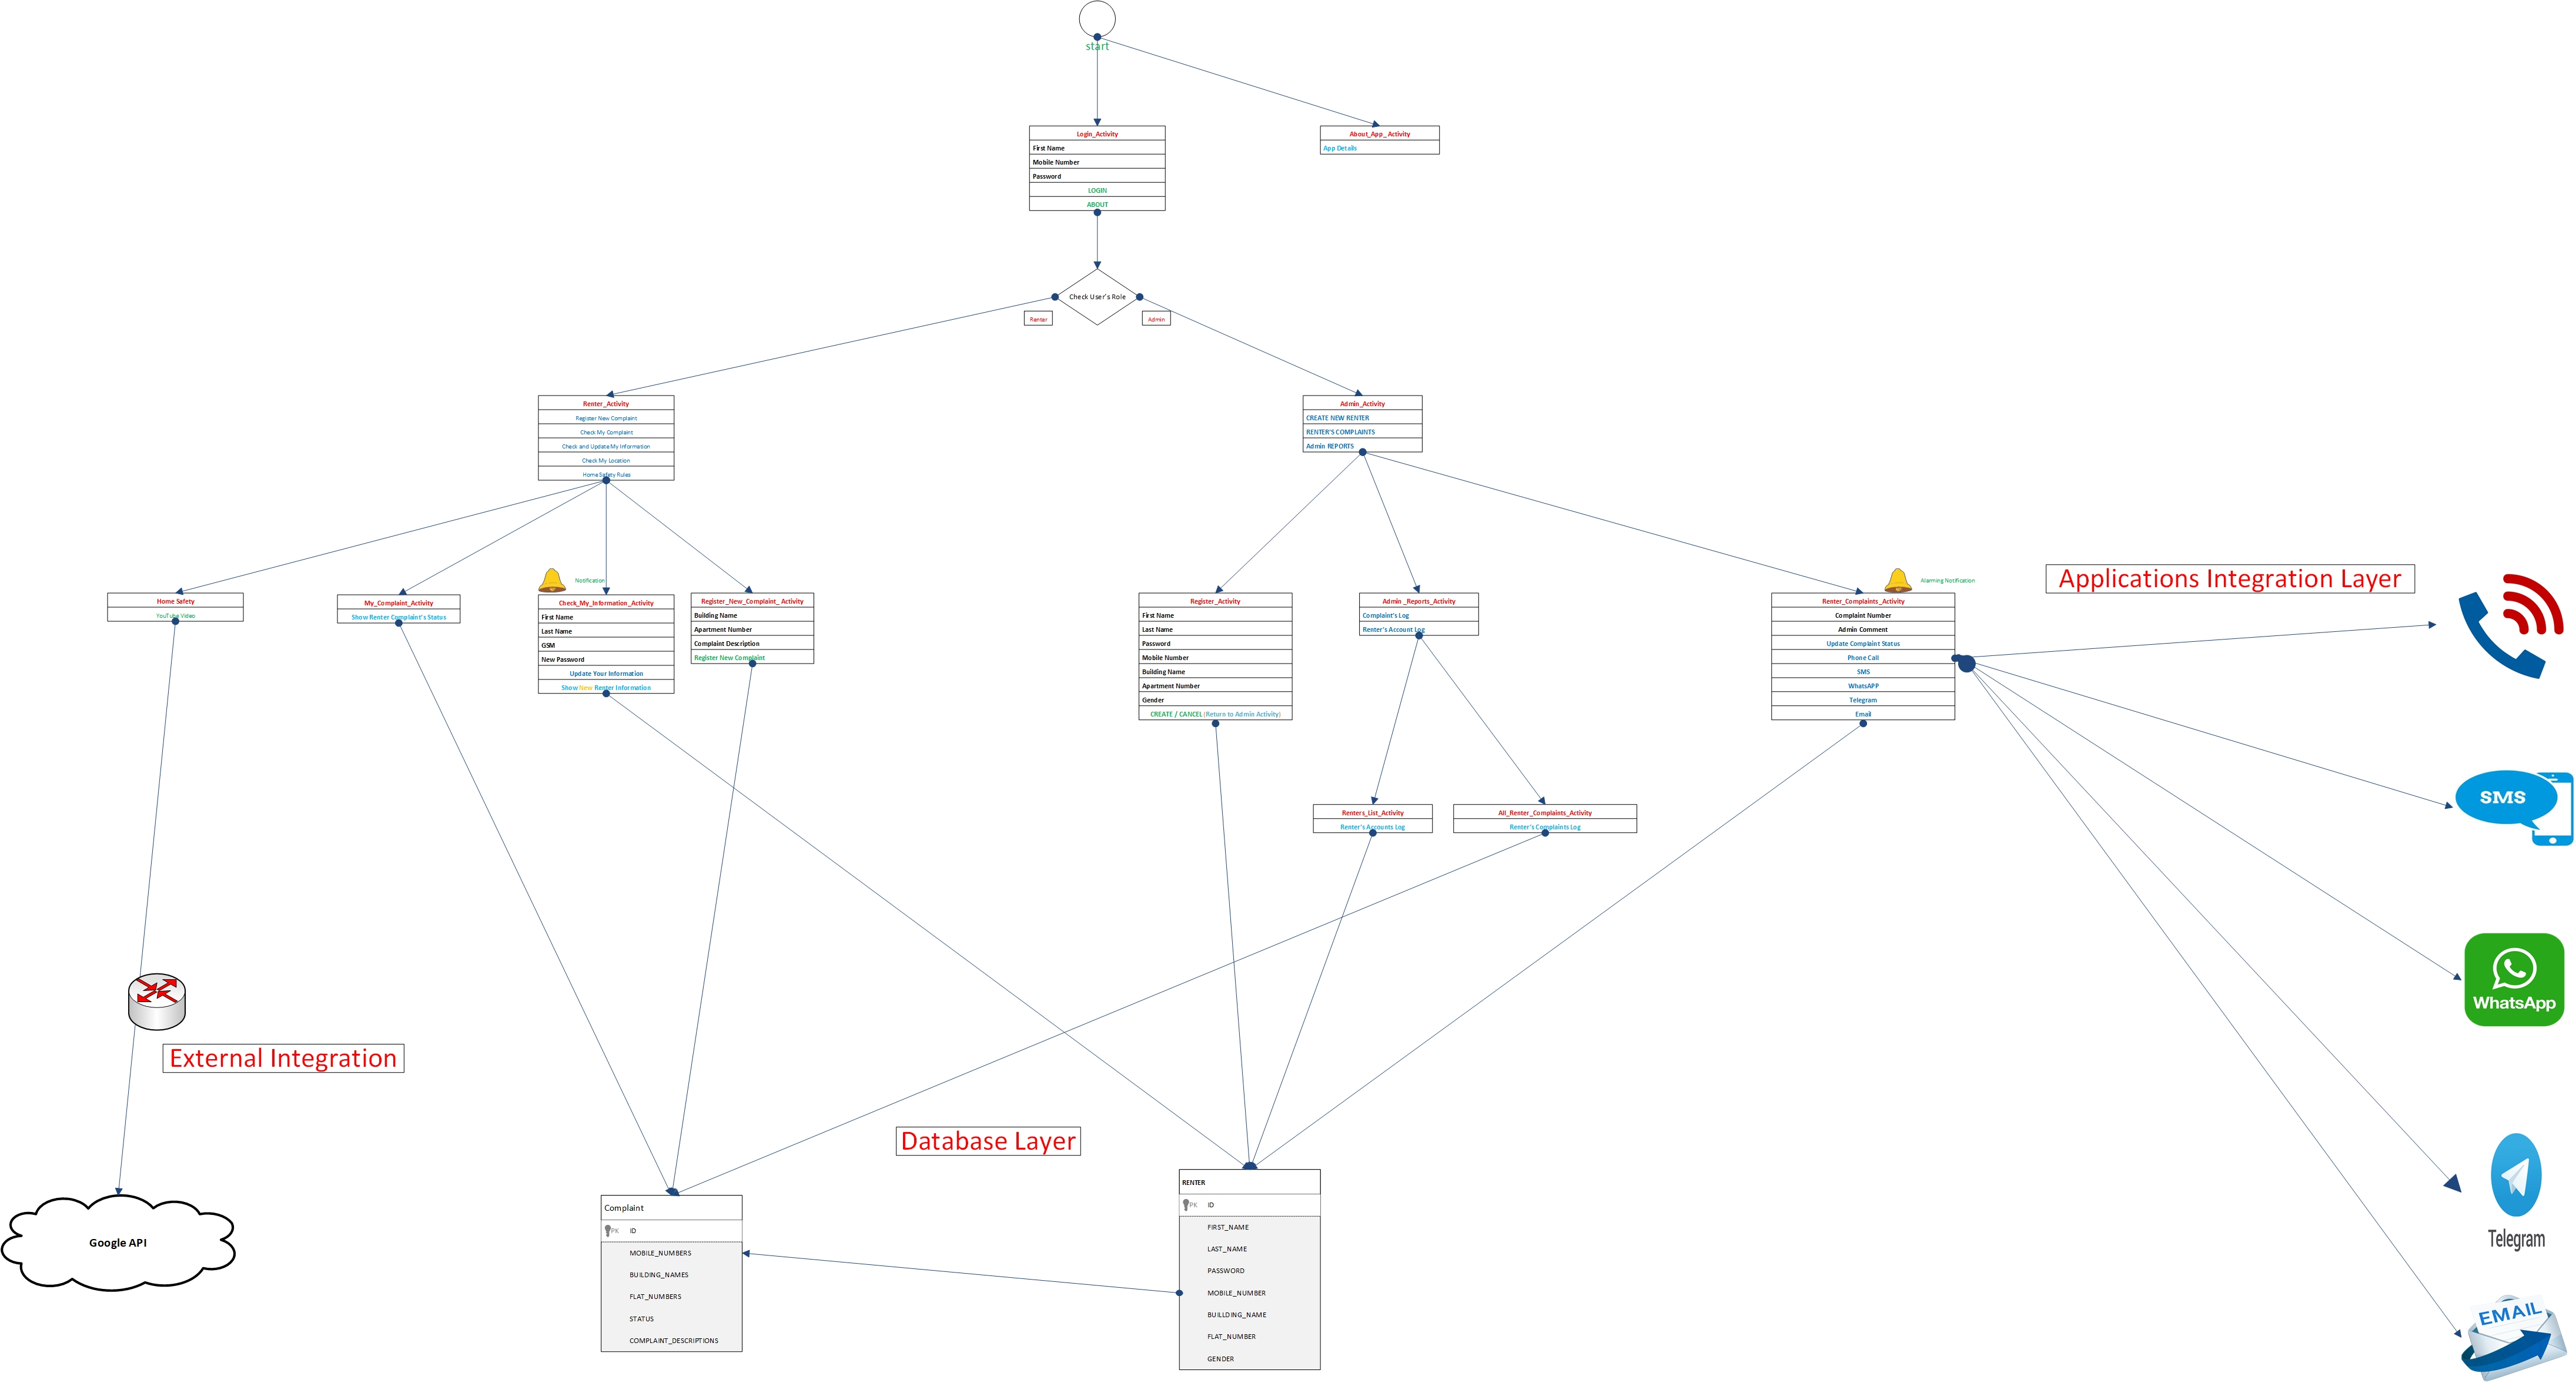 start
Login_Activity
First Name
Mobile Number
Password
LOGIN
ABOUT
About_App_ Activity
App Details
Check User's Role
Renter
Admin
Renter_Activity
Register New Complaint
Check My Complaint
Check and Update My Information
Check My Location
Home Safety Rules
Admin_Activity
CREATE NEW RENTER
RENTER'S COMPLAINTS
Admin REPORTS
Home Safety
YouTube Video
My_Complaint_Activity
Show Renter Complaint's Status
Notification
Check_My_Information_Activity
First Name
Last Name
GSM
New Password
Update Your Information
Show New Renter Information
Register_New_Complaint_ Activity
Building Name
Apartment Number
Complaint Description
Register New Complaint
Register_Activity
First Name
Last Name
Password
Mobile Number
Building Name
Apartment Number
Gender
CREATE / CANCEL (Return to Admin Activity)
Admin _Reports_Activity
Complaint's Log
Renter's Account Log
Alarming Notification
Renter_Complaints_Activity
Complaint Number
Admin Comment
Update Complaint Status
Phone Call
SMS
WhatsAPP
Telegram
Email
Applications Integration Layer
SMS
WhatsApp
Telegram
EMAIL
Renters_List_Activity
Renter's Accounts Log
All_Renter_Complaints_Activity
Renter's Complaints Log
External Integration
Google API
Database Layer
Complaint
PK ID
MOBILE_NUMBERS
BUILDING_NAMES
FLAT_NUMBERS
STATUS
COMPLAINT_DESCRIPTIONS
RENTER
PK ID
FIRST_NAME
LAST_NAME
PASSWORD
MOBILE_NUMBER
BUILLDING_NAME
FLAT_NUMBER
GENDER